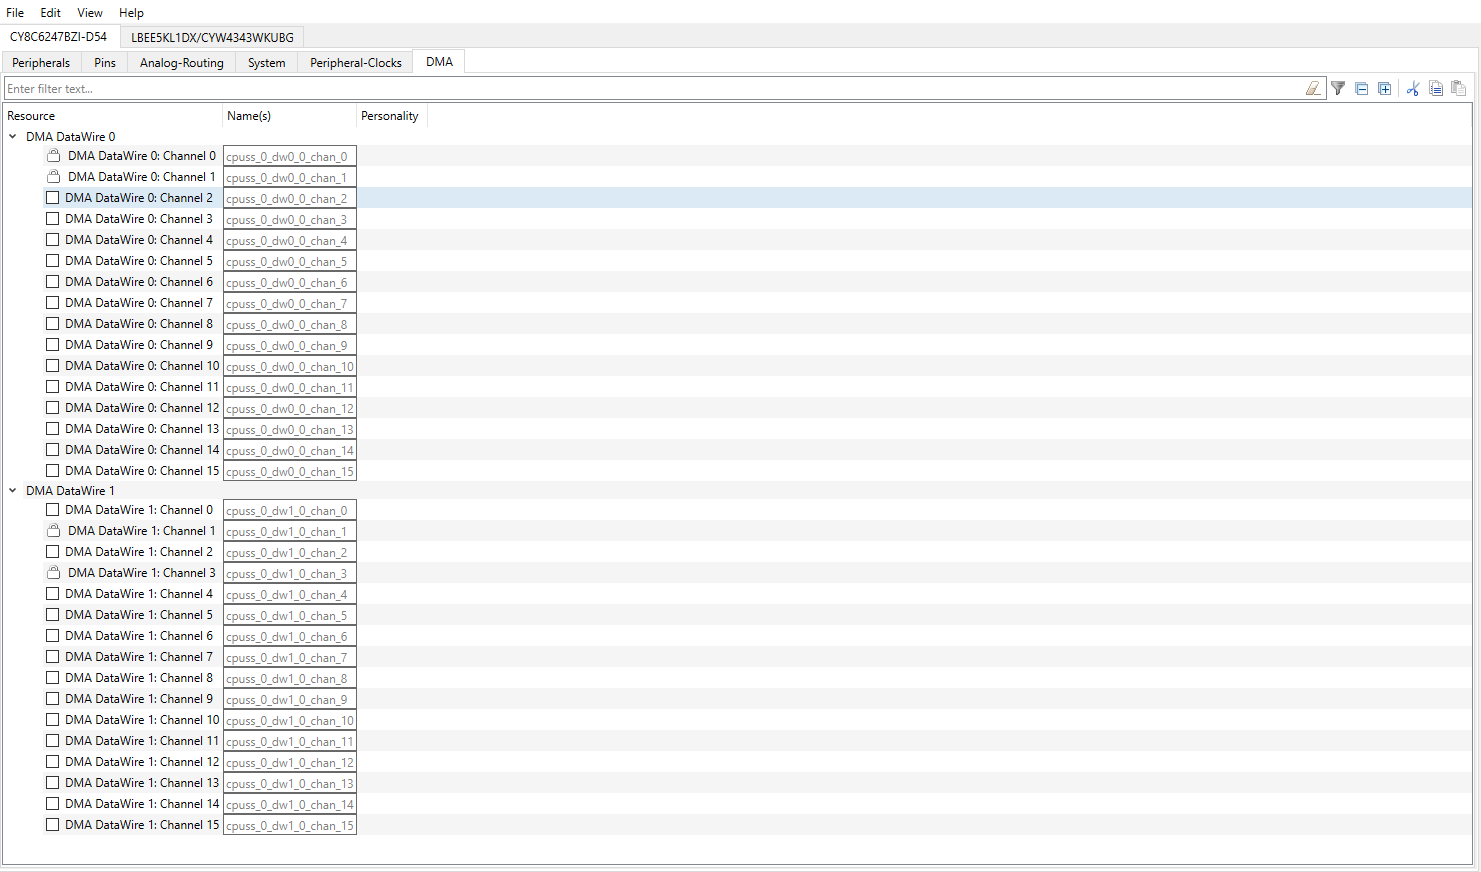 File Edit View Help
CY8C6247BZI-D54 LBEE5KL1DX/CYW4343WKUBG
Peripherals Pins Analog-Routing System Peripheral-Clocks DMA
Enter filter text...
Resource Name(s) Personality
DMA DataWire 0
DMA DataWire 0: Channel 0 cpuss_0_dw0_0_chan_0
DMA DataWire 0: Channel 1 cpuss_0_dw0_0_chan_1
DMA DataWire 0: Channel 2 cpuss_0_dw0_0_chan_2
DMA DataWire 0: Channel 3 cpuss_0_dw0_0_chan_3
DMA DataWire 0: Channel 4 cpuss_0_dw0_0_chan_4
DMA DataWire 0: Channel 5 cpuss_0_dw0_0_chan_5
DMA DataWire 0: Channel 6 cpuss_0_dw0_0_chan_6
DMA DataWire 0: Channel 7 cpuss_0_dw0_0_chan_7
DMA DataWire 0: Channel 8 cpuss_0_dw0_0_chan_8
DMA DataWire 0: Channel 9 cpuss_0_dw0_0_chan_9
DMA DataWire 0: Channel 10 cpuss_0_dw0_0_chan_10
DMA DataWire 0: Channel 11 cpuss_0_dw0_0_chan_11
DMA DataWire 0: Channel 12 cpuss_0_dw0_0_chan_12
DMA DataWire 0: Channel 13 cpuss_0_dw0_0_chan_13
DMA DataWire 0: Channel 14 cpuss_0_dw0_0_chan_14
DMA DataWire 0: Channel 15 cpuss_0_dw0_0_chan_15
DMA DataWire 1
DMA DataWire 1: Channel 0 cpuss_0_dw1_0_chan_0
DMA DataWire 1: Channel 1 cpuss_0_dw1_0_chan_1
DMA DataWire 1: Channel 2 cpuss_0_dw1_0_chan_2
DMA DataWire 1: Channel 3 cpuss_0_dw1_0_chan_3
DMA DataWire 1: Channel 4 cpuss_0_dw1_0_chan_4
DMA DataWire 1: Channel 5 cpuss_0_dw1_0_chan_5
DMA DataWire 1: Channel 6 cpuss_0_dw1_0_chan_6
DMA DataWire 1: Channel 7 cpuss_0_dw1_0_chan_7
DMA DataWire 1: Channel 8 cpuss_0_dw1_0_chan_8
DMA DataWire 1: Channel 9 cpuss_0_dw1_0_chan_9
DMA DataWire 1: Channel 10 cpuss_0_dw1_0_chan_10
DMA DataWire 1: Channel 11 cpuss_0_dw1_0_chan_11
DMA DataWire 1: Channel 12 cpuss_0_dw1_0_chan_12
DMA DataWire 1: Channel 13 cpuss_0_dw1_0_chan_13
DMA DataWire 1: Channel 14 cpuss_0_dw1_0_chan_14
DMA DataWire 1: Channel 15 cpuss_0_dw1_0_chan_15